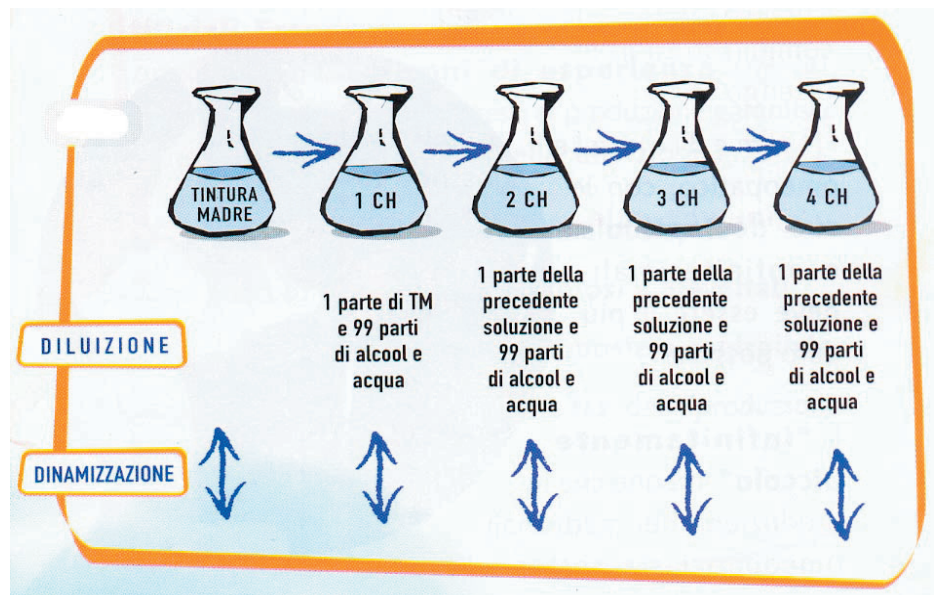 TINTURA
MADRE
1 CH
2 CH
3 CH
4 CH
DILUIZIONE
1 parte di TM
e 99 parti
di alcool e
acqua
1 parte della
precedente
soluzione e
99 parti
di alcool e
acqua
1 parte della
precedente
soluzione e
99 parti
di alcool e
acqua
1 parte della
precedente
soluzione e
99 parti
di alcool e
acqua
DINAMIZZAZIONE